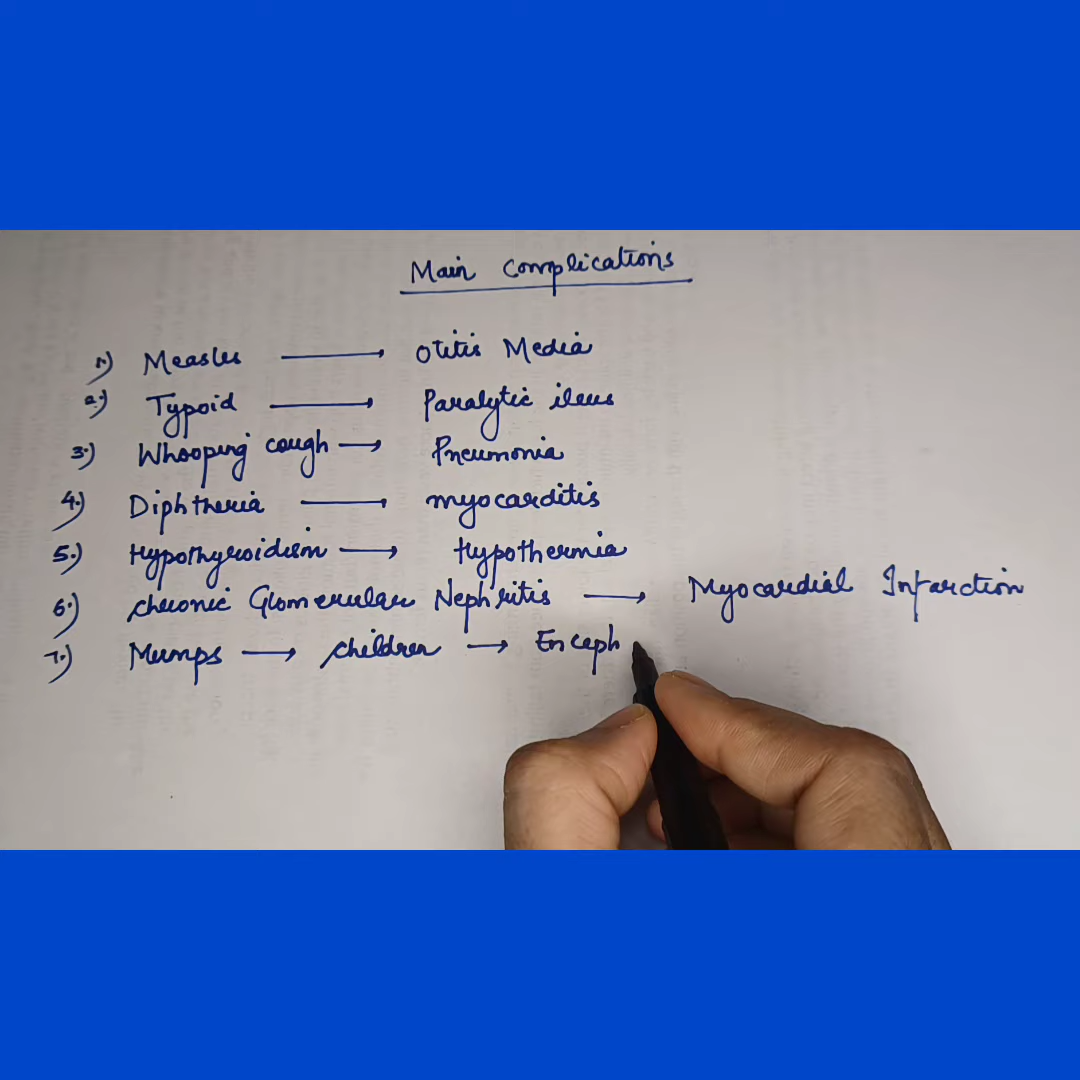 Main Complications
1.) Measles → Otitis Media
2.) Typoid → Paralytic ileus
3.) Whooping cough → Pneumonia
4.) Diphtheria → myocarditis
5.) Hypothyroidism → Hypothermia
6.) chronic Glomerular Nephritis → Myocardial Infarction
7.) Mumps → children → Enceph